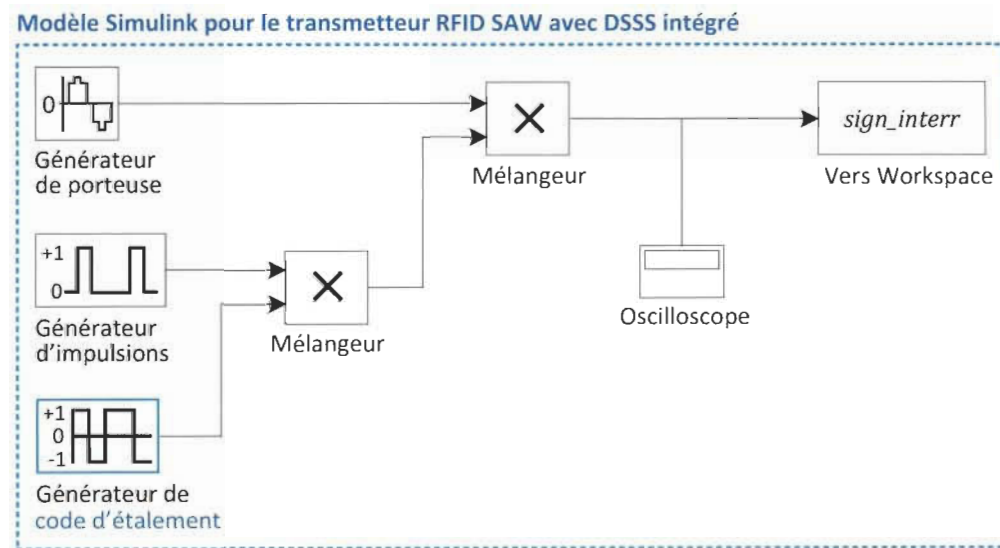 Modèle Simulink pour le transmetteur RFID SAW avec DSSS intégré
0
Générateur
de porteuse
×
Mélangeur
sign_interr
Vers Workspace
+1
0
Générateur
d'impulsions
×
Mélangeur
Oscilloscope
+1
0
-1
Générateur de
code d'étalement